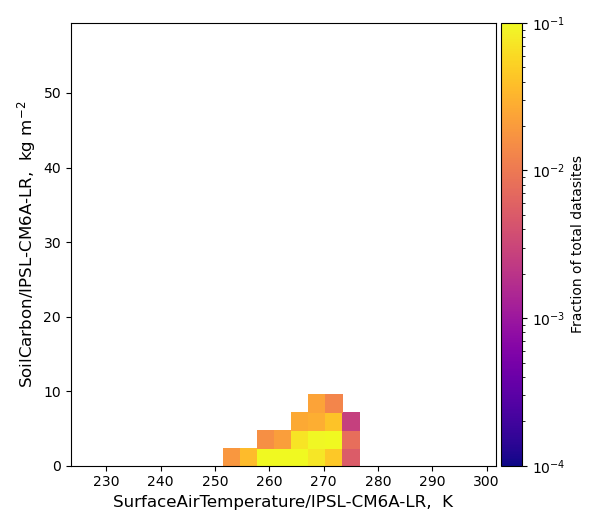 SoilCarbon/IPSL-CM6A-LR,  kg m⁻²
50
40
30
20
10
0
230 240 250 260 270 280 290 300
SurfaceAirTemperature/IPSL-CM6A-LR,  K
10⁻¹
10⁻²
10⁻³
10⁻⁴
Fraction of total datasites